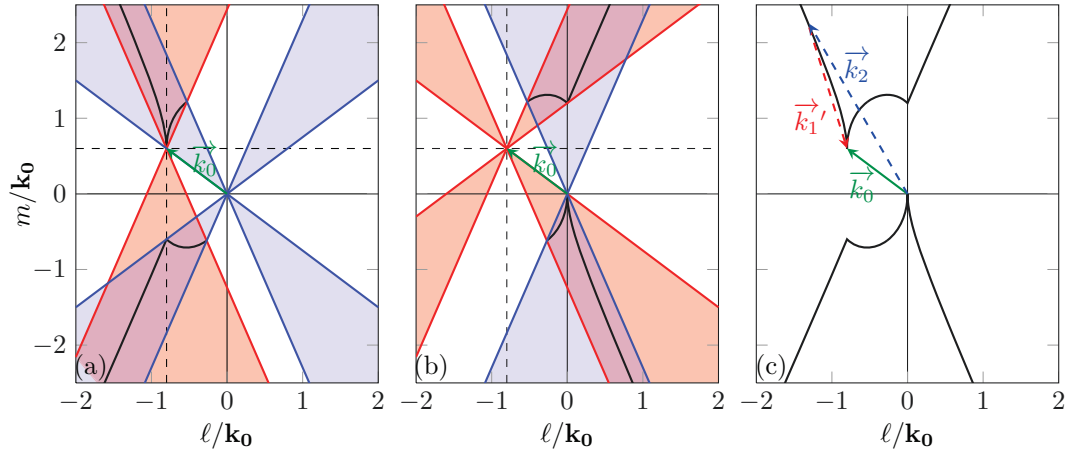 2
1
0
−1
−2
m/k₀
k₀
(a)
−2 −1 0 1 2
ℓ/k₀
k₀
(b)
−2 −1 0 1 2
ℓ/k₀
k₂
k₁′
k₀
(c)
−2 −1 0 1 2
ℓ/k₀